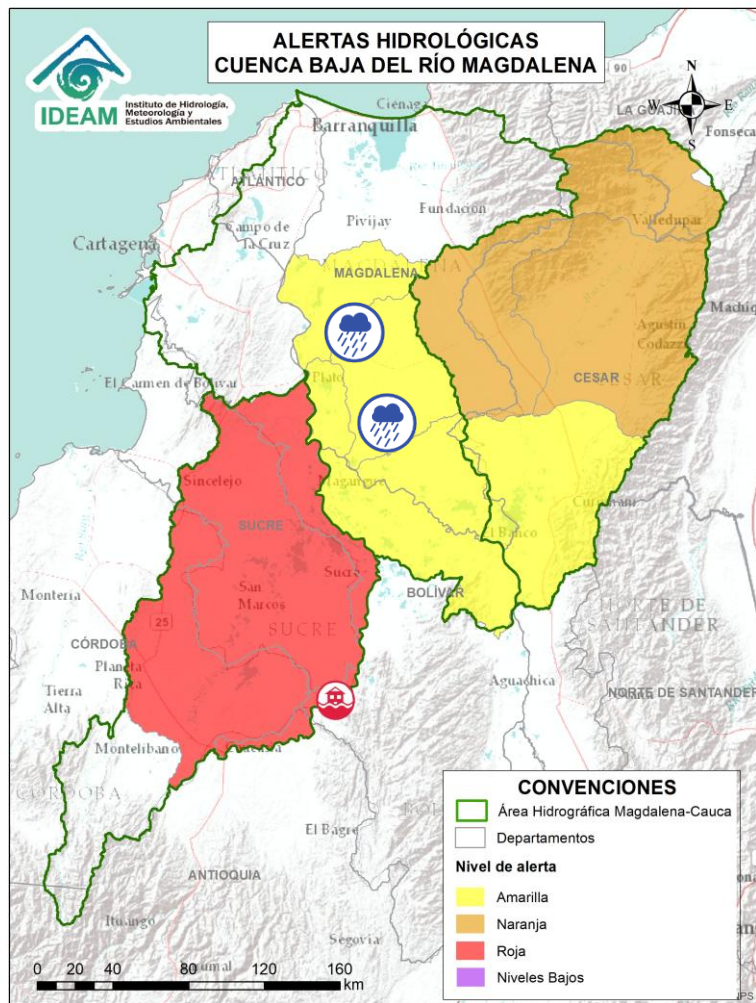 ALERTAS HIDROLÓGICAS
CUENCA BAJA DEL RÍO MAGDALENA
IDEAM
Instituto de Hidrología,
Meteorología y
Estudios Ambientales
90
N
W E
S
LA GUAJIRA
Fonseca
Ciénaga
Barranquilla
ATLÁNTICO
Fundación
Valledupar
Campo de
la Cruz
Pivijay
Cartagena
MAGDALENA
Agustín
Codazzi
CESAR
Plato
El Carmen de Bolívar
Sincelejo
Magangué
SUCRE
El Banco
Sucre
San
Marcos
SUCRE
BOLÍVAR
NORTE DE
SANTANDER
Montería
25
CÓRDOBA
Planeta
Rica
Tierra
Alta
Aguachica
NORTE DE SANTANDER
Montelíbano
CÓRDOBA
El Bagre
ANTIOQUIA
Ituango
Segovia
CONVENCIONES
Área Hidrográfica Magdalena-Cauca
Departamentos
Nivel de alerta
Amarilla
Naranja
Roja
Niveles Bajos
0 20 40 80 120 160
km